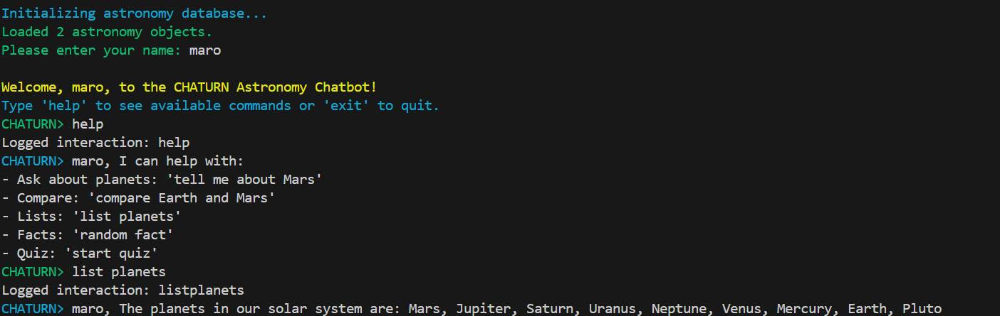 Initializing astronomy database...
Loaded 2 astronomy objects.
Please enter your name: maro
Welcome, maro, to the CHATURN Astronomy Chatbot!
Type 'help' to see available commands or 'exit' to quit.
CHATURN> help
Logged interaction: help
CHATURN> maro, I can help with:
- Ask about planets: 'tell me about Mars'
- Compare: 'compare Earth and Mars'
- Lists: 'list planets'
- Facts: 'random fact'
- Quiz: 'start quiz'
CHATURN> list planets
Logged interaction: listplanets
CHATURN> maro, The planets in our solar system are: Mars, Jupiter, Saturn, Uranus, Neptune, Venus, Mercury, Earth, Pluto